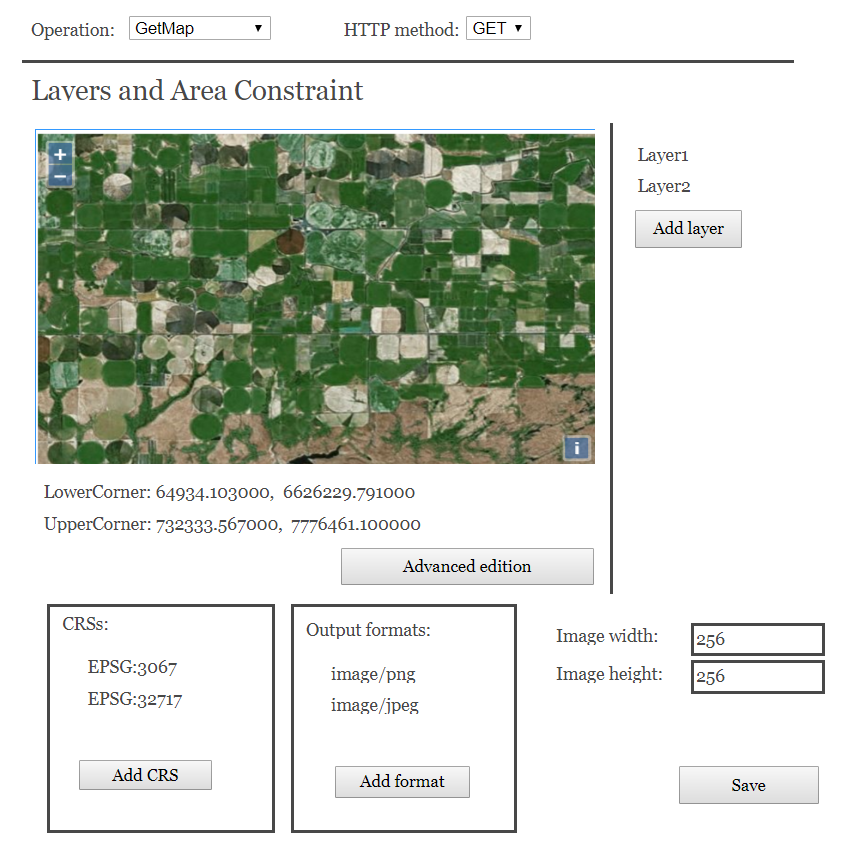 Operation: GetMap HTTP method: GET
Layers and Area Constraint
+
−
i
Layer1
Layer2
Add layer
LowerCorner: 64934.103000, 6626229.791000
UpperCorner: 732333.567000, 7776461.100000
Advanced edition
CRSs:
EPSG:3067
EPSG:32717
Add CRS
Output formats:
image/png
image/jpeg
Add format
Image width: 256
Image height: 256
Save